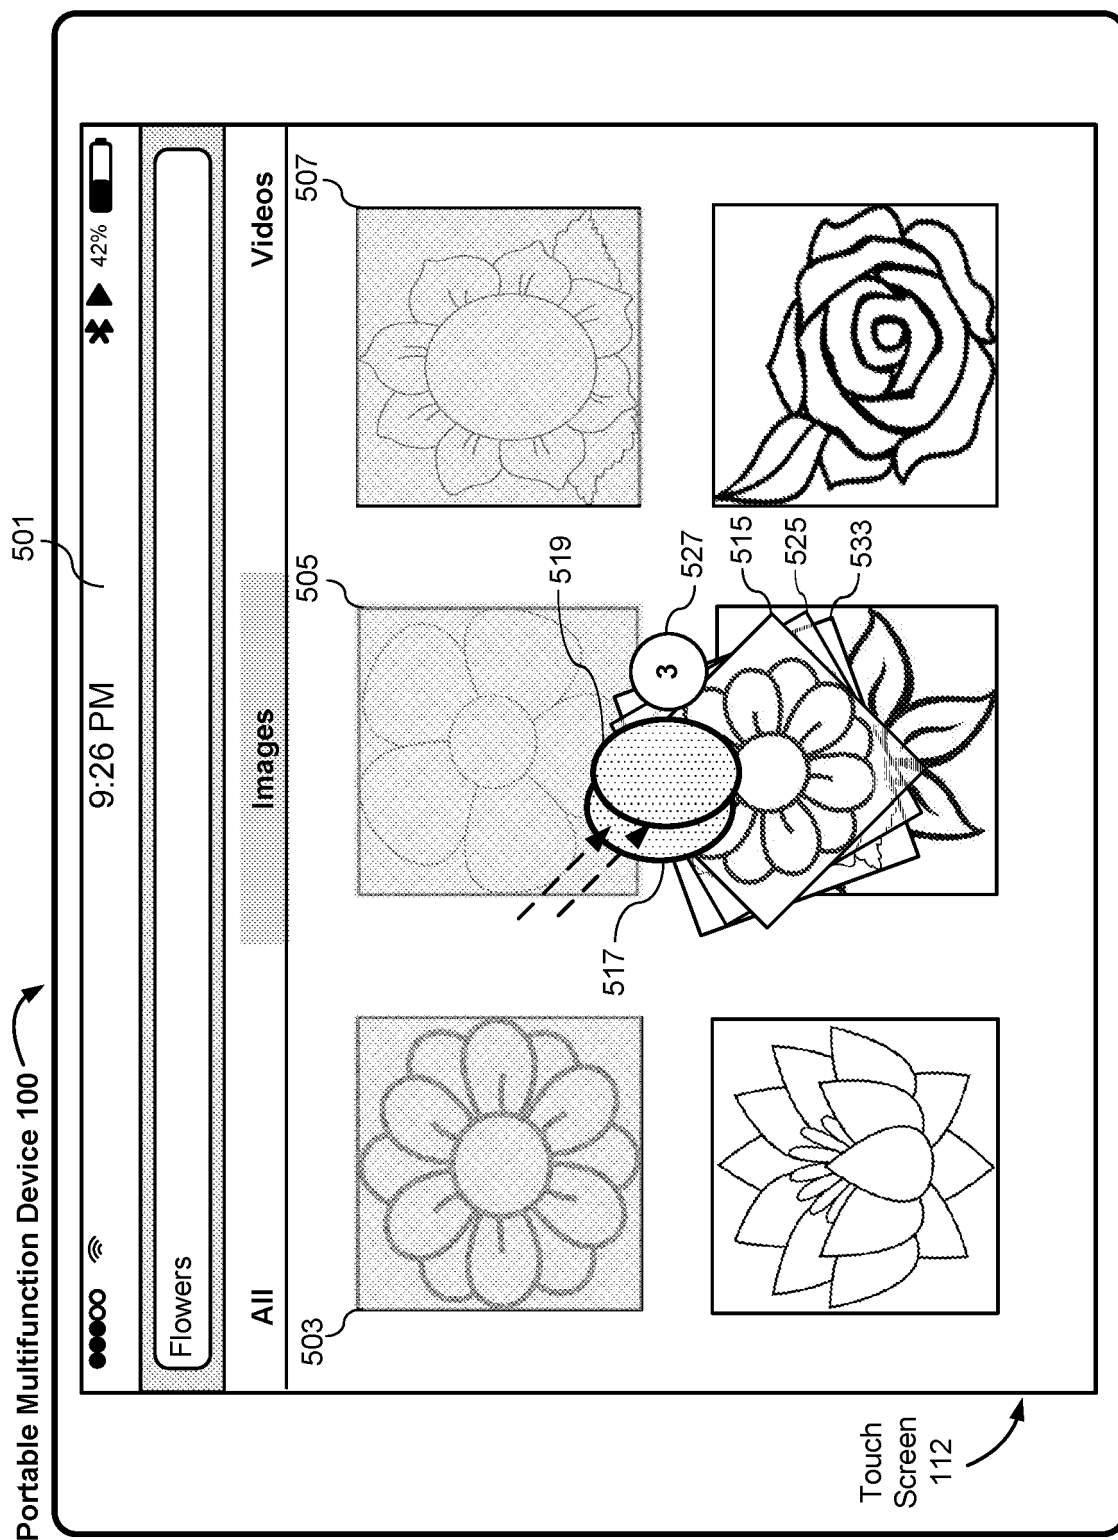 Portable Multifunction Device 100
501
9:26 PM
42%
Flowers
All
Images
Videos
503
505
507
519
527
3
517
515
525
533
Touch
Screen
112